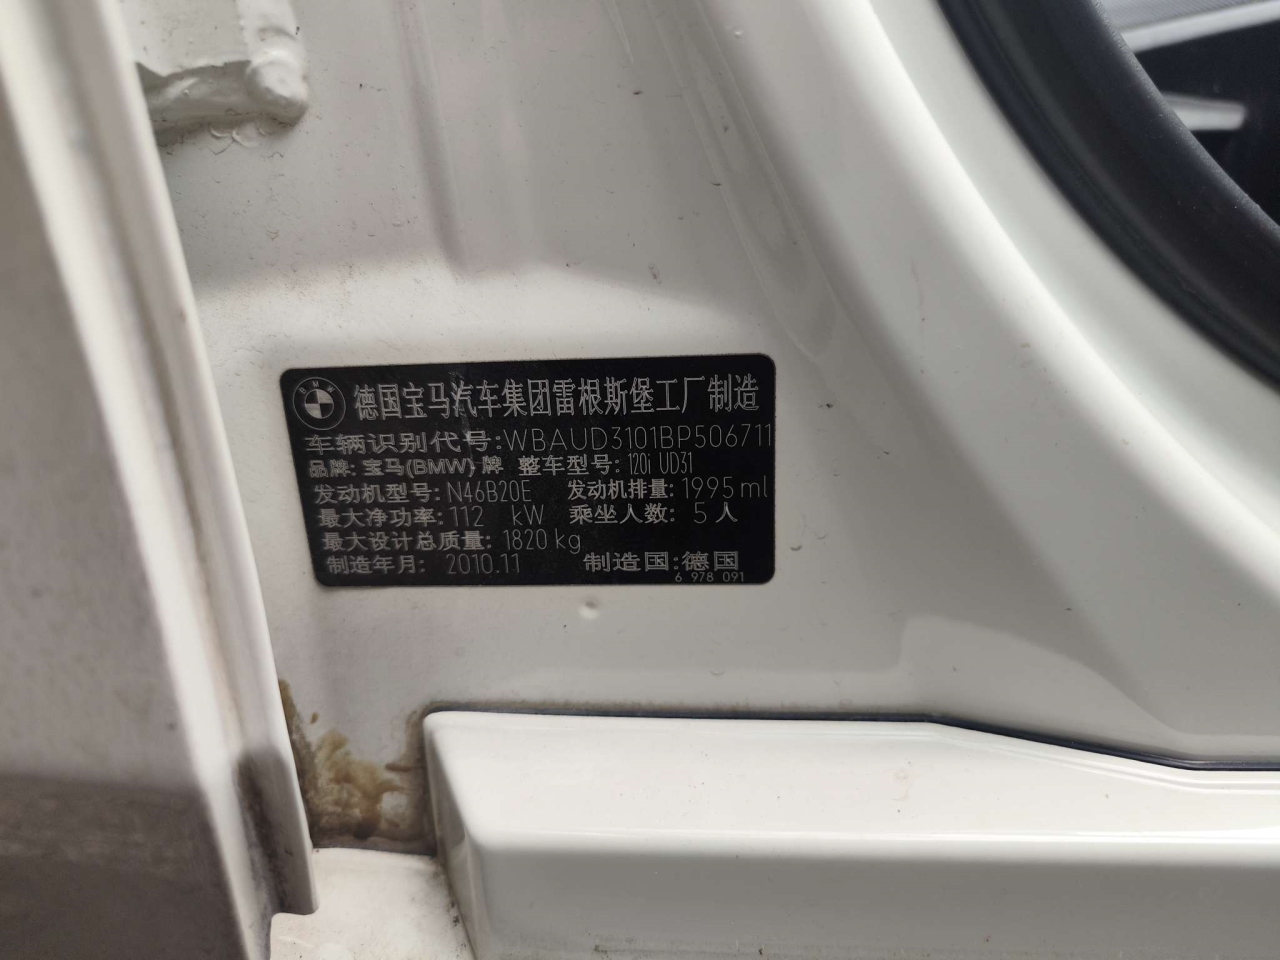 BMW
德国宝马汽车集团雷根斯堡工厂制造
车辆识别代号:WBAUD3101BP506711
品牌:宝马(BMW)牌 整车型号:120i UD31
发动机型号:N46B20E 发动机排量:1995ml
最大净功率:112 kW 乘坐人数: 5人
最大设计总质量: 1820kg
制造年月: 2010.11 制造国:德国
6 978 091